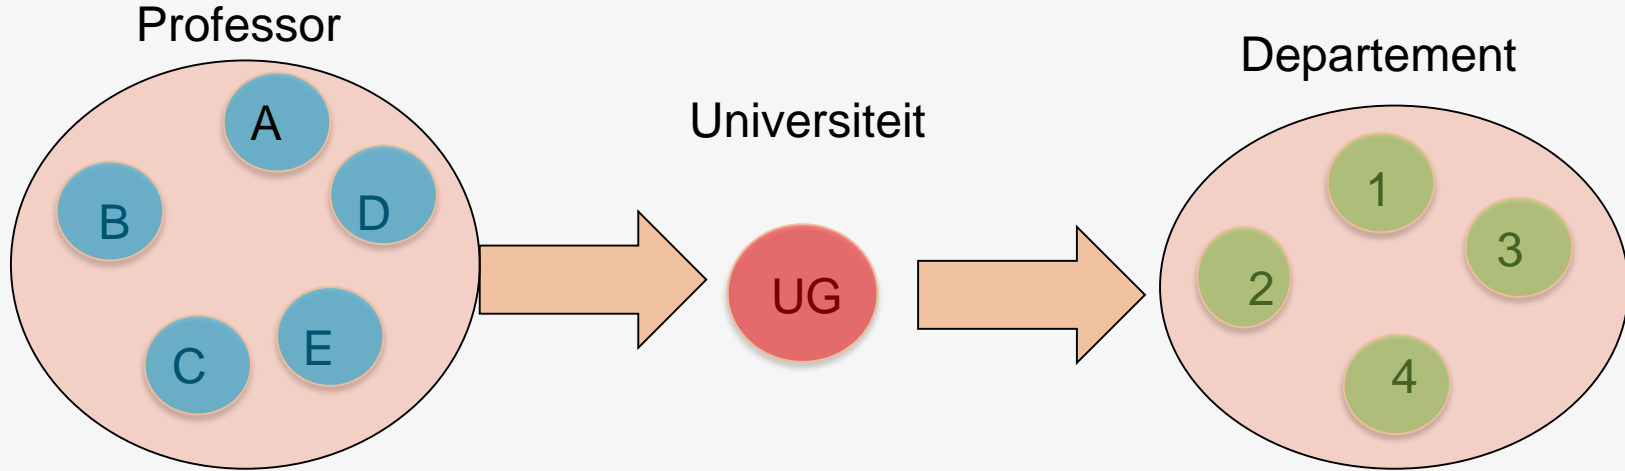 Professor
A
B
D
C
E
Universiteit
UG
Departement
1
2
3
4